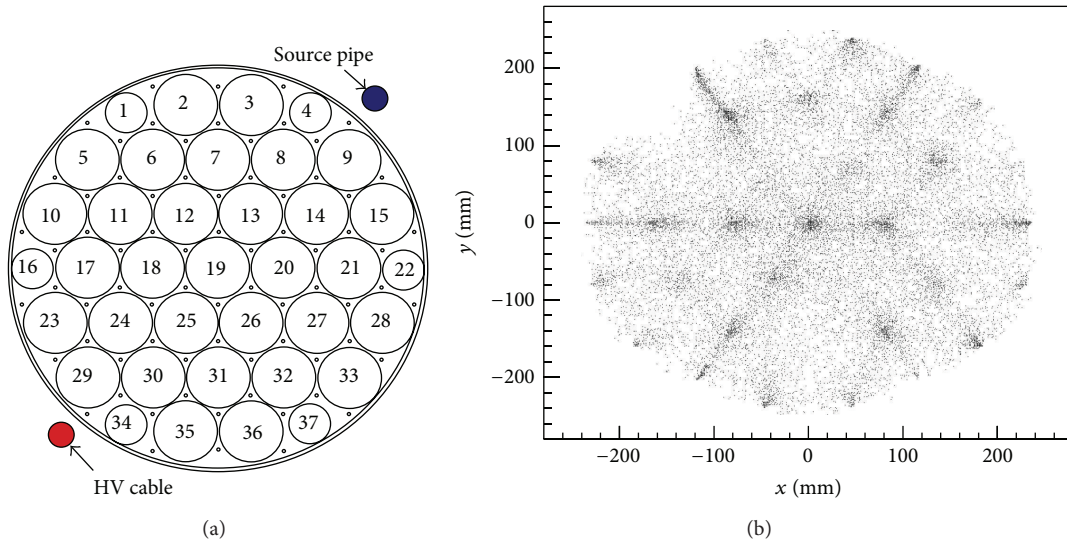 Source pipe
1 2 3 4
5 6 7 8 9
10 11 12 13 14 15
16 17 18 19 20 21 22
23 24 25 26 27 28
29 30 31 32 33
34 35 36 37
HV cable
(a)
200
100
0
−100
−200
y (mm)
−200 −100 0 100 200
x (mm)
(b)